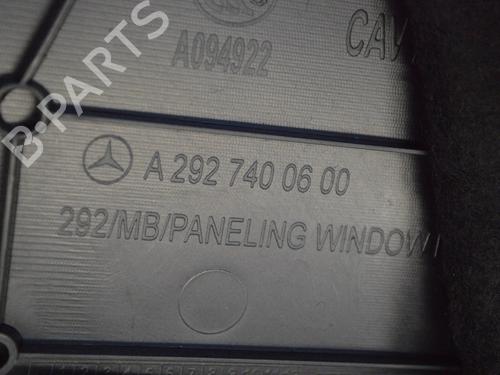 A094922
CAV
B-PARTS
A 292 740 06 00
292/MB/PANELING WINDOW